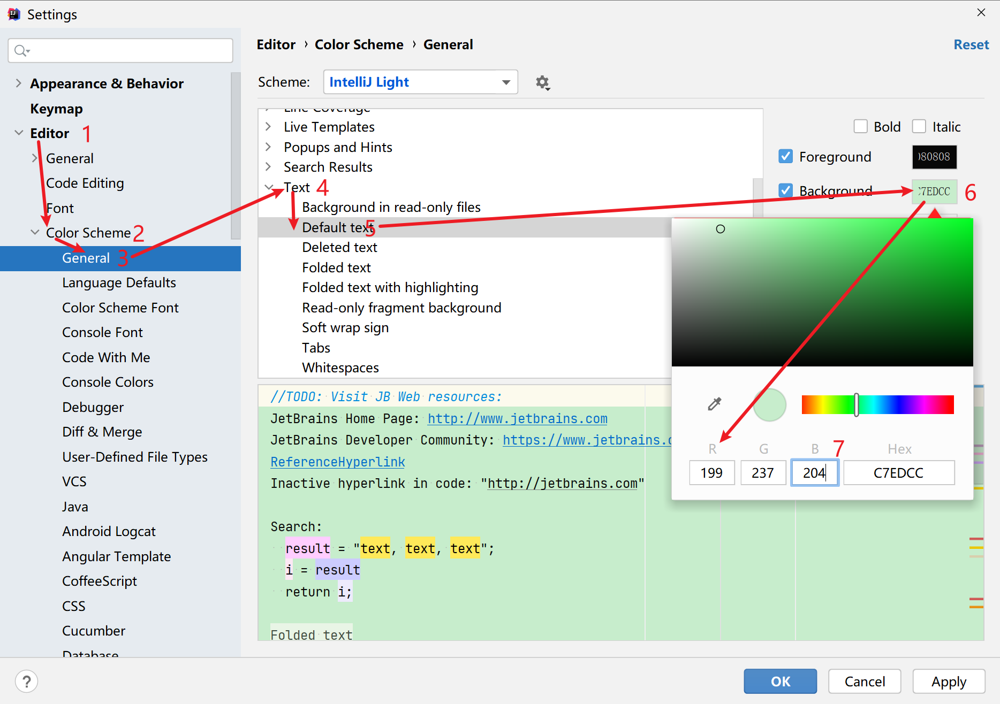 Settings
Editor › Color Scheme › General
Reset
Scheme:
IntelliJ Light
Appearance & Behavior
Keymap
Editor 1
General
Code Editing
Font
Color Scheme 2
General 3
Language Defaults
Color Scheme Font
Console Font
Code With Me
Console Colors
Debugger
Diff & Merge
User-Defined File Types
VCS
Java
Android Logcat
Angular Template
CoffeeScript
CSS
Cucumber
Database
Line Coverage
Live Templates
Popups and Hints
Search Results
Text 4
Background in read-only files
Default text 5
Deleted text
Folded text
Folded text with highlighting
Read-only fragment background
Soft wrap sign
Tabs
Whitespaces
Bold
Italic
Foreground
080808
Background
C7EDCC 6
R G B 7 Hex
199 237 204 C7EDCC
//TODO: Visit JB Web resources:
JetBrains Home Page: http://www.jetbrains.com
JetBrains Developer Community: https://www.jetbrains.c
ReferenceHyperlink
Inactive hyperlink in code: "http://jetbrains.com"
Search:
result = "text, text, text";
i = result
return i;
Folded text
?
OK
Cancel
Apply